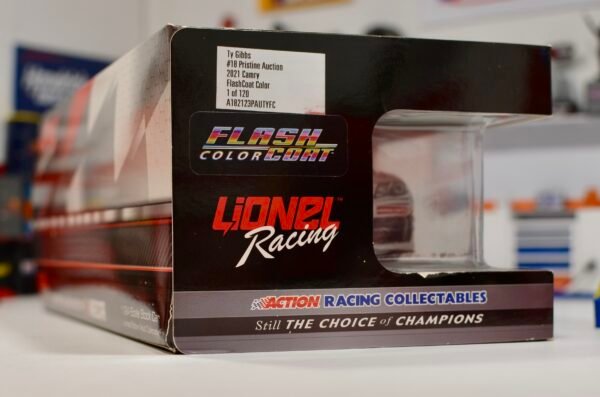 Ty Gibbs
#18 Pristine Auction
2021 Camry
FlashCoat Color
1 of 120
A182123PAUTYFC
FLASH
COLOR COAT
LIONEL™
Racing
ACTION RACING COLLECTABLES
Still THE CHOICE of CHAMPIONS